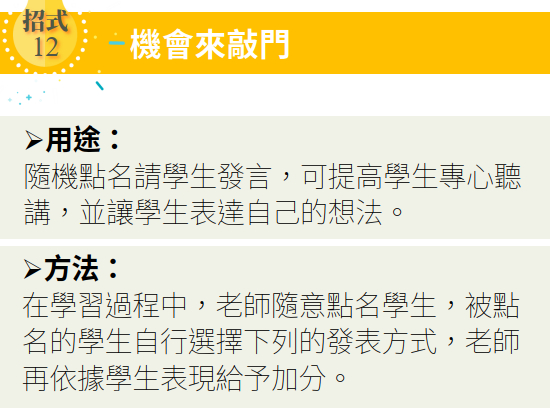 招式
12
機會來敲門
➢用途：
隨機點名請學生發言，可提高學生專心聽
講，並讓學生表達自己的想法。
➢方法：
在學習過程中，老師隨意點名學生，被點
名的學生自行選擇下列的發表方式，老師
再依據學生表現給予加分。